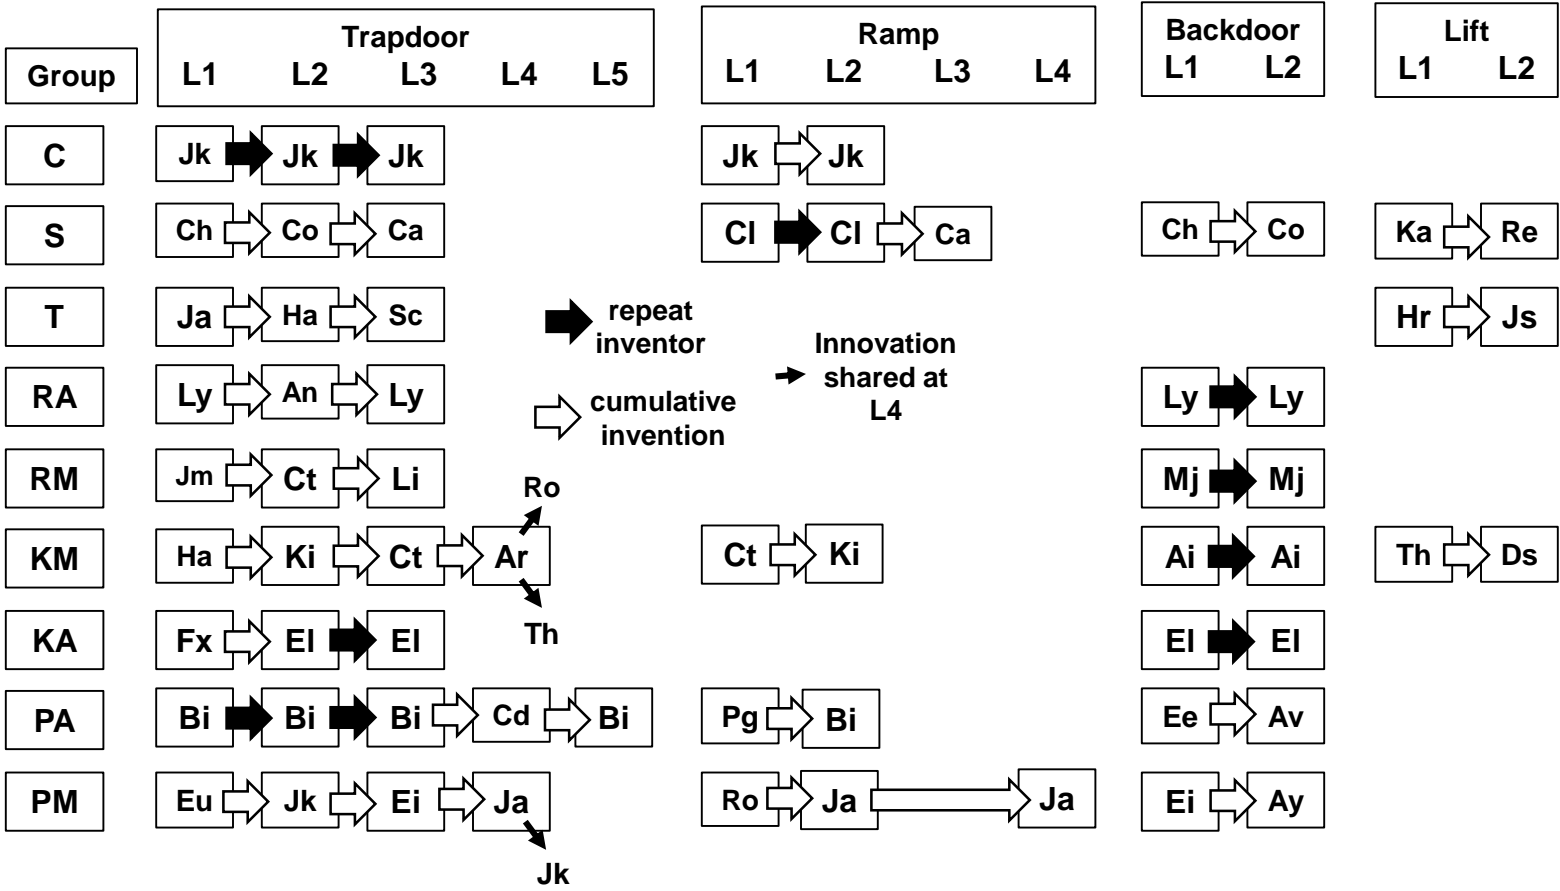 Trapdoor Ramp Backdoor Lift
Group L1 L2 L3 L4 L5 L1 L2 L3 L4 L1 L2 L1 L2
C Jk Jk Jk Jk Jk
S Ch Co Ca Cl Cl Ca Ch Co Ka Re
T Ja Ha Sc Hr Js
repeat
inventor
Innovation
shared at
L4
RA Ly An Ly Ly Ly
cumulative
invention
RM Jm Ct Li Mj Mj
Ro
KM Ha Ki Ct Ar Ct Ki Ai Ai Th Ds
Th
KA Fx El El El El
PA Bi Bi Bi Cd Bi Pg Bi Ee Av
PM Eu Jk Ei Ja Ro Ja Ja Ei Ay
Jk